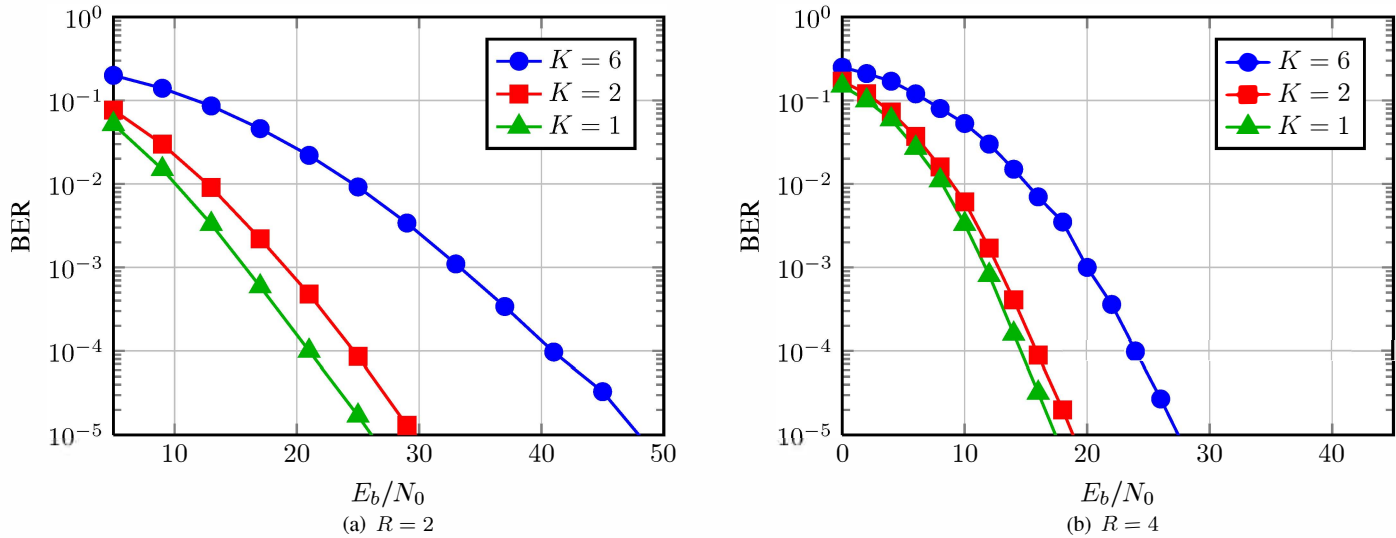 10^0
10^{-1}
10^{-2}
10^{-3}
10^{-4}
10^{-5}
BER
K = 6
K = 2
K = 1
10 20 30 40 50
E_b/N_0
(a) R = 2
10^0
10^{-1}
10^{-2}
10^{-3}
10^{-4}
10^{-5}
BER
K = 6
K = 2
K = 1
0 10 20 30 40
E_b/N_0
(b) R = 4